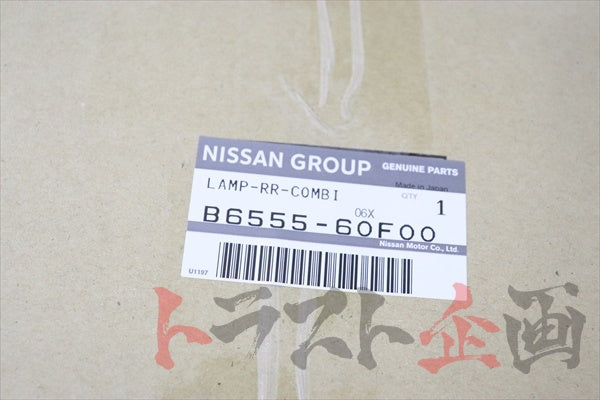 NISSAN GROUP GENUINE PARTS
Made in Japan
LAMP-RR-COMBI QTY 1
06X
B6555-60F00
Nissan Motor Co., Ltd.
U1197
トラスト企画